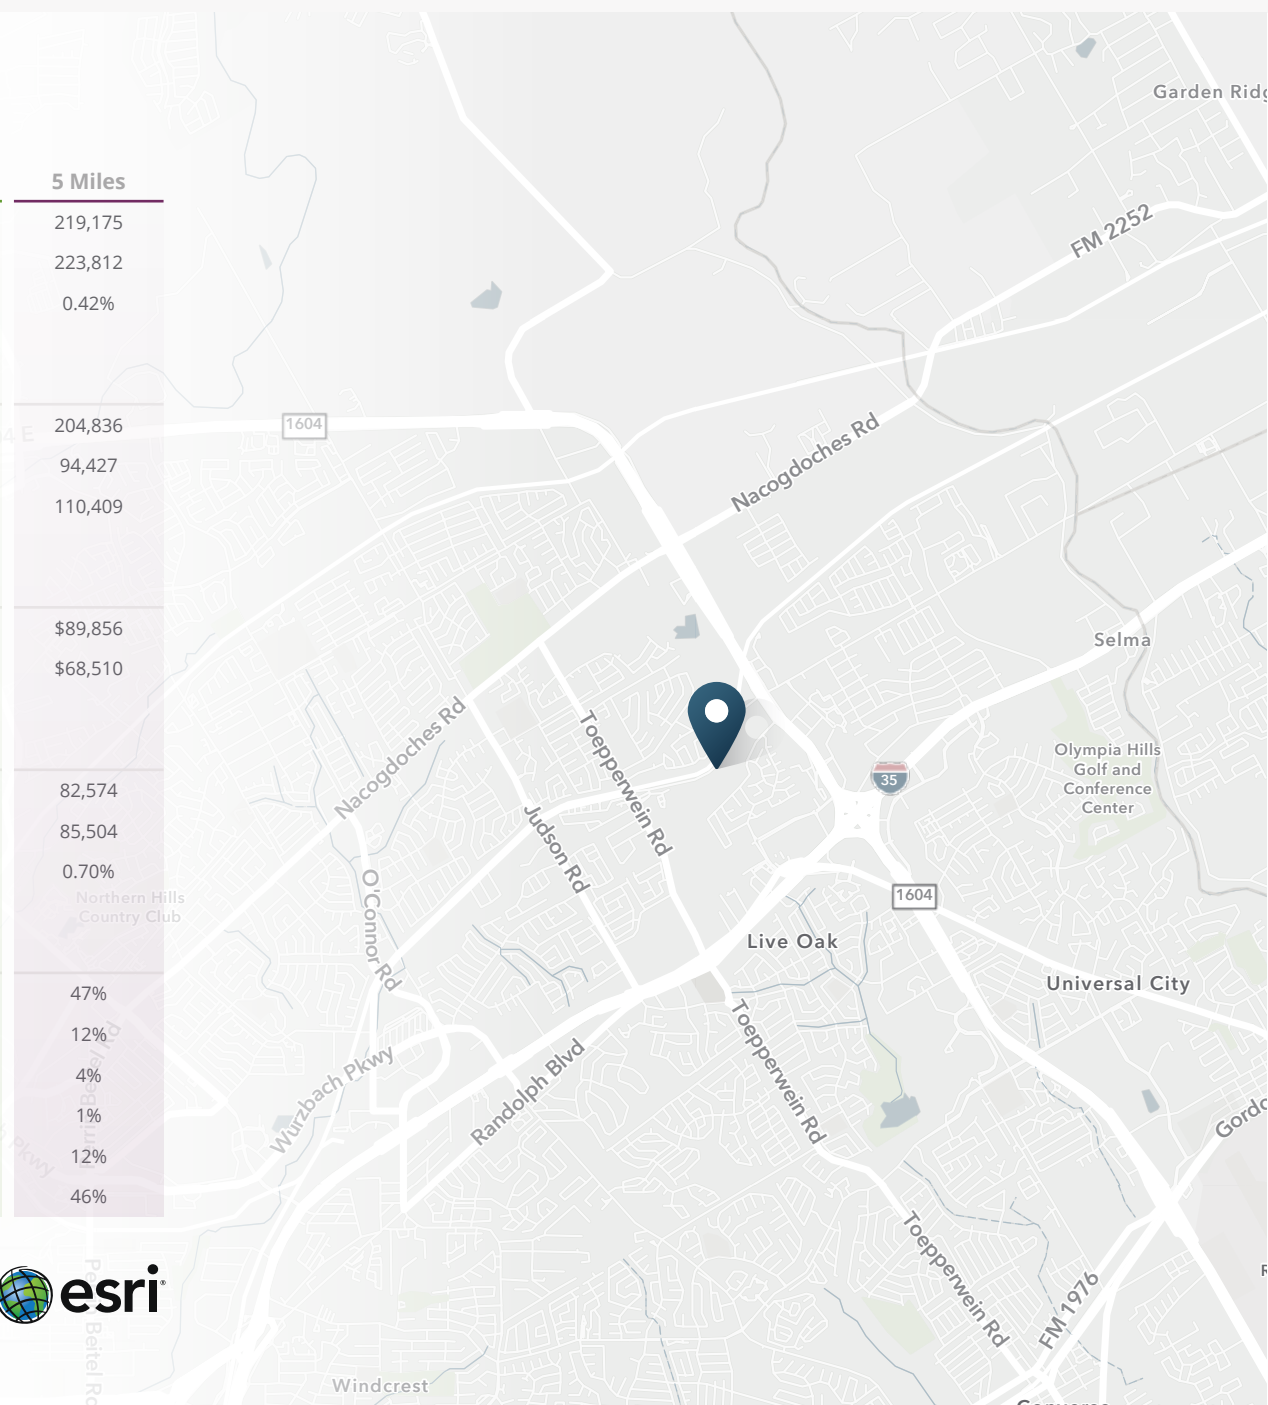 5 Miles
219,175
223,812
0.42%
204,836
94,427
110,409
$89,856
$68,510
82,574
85,504
0.70%
47%
12%
4%
1%
12%
46%
esri
Garden Ridg
FM 2252
1604
Nacogdoches Rd
Selma
Nacogdoches Rd
Toepperwein Rd
Judson Rd
35
Olympia Hills
Golf and
Conference
Center
O'Connor Rd
Northern Hills
Country Club
1604
Live Oak
Universal City
Toepperwein Rd
Wurzbach Pkwy
Randolph Blvd
Gordo
Toepperwein Rd
FM 1976
Windcrest
Converse
Pkwy